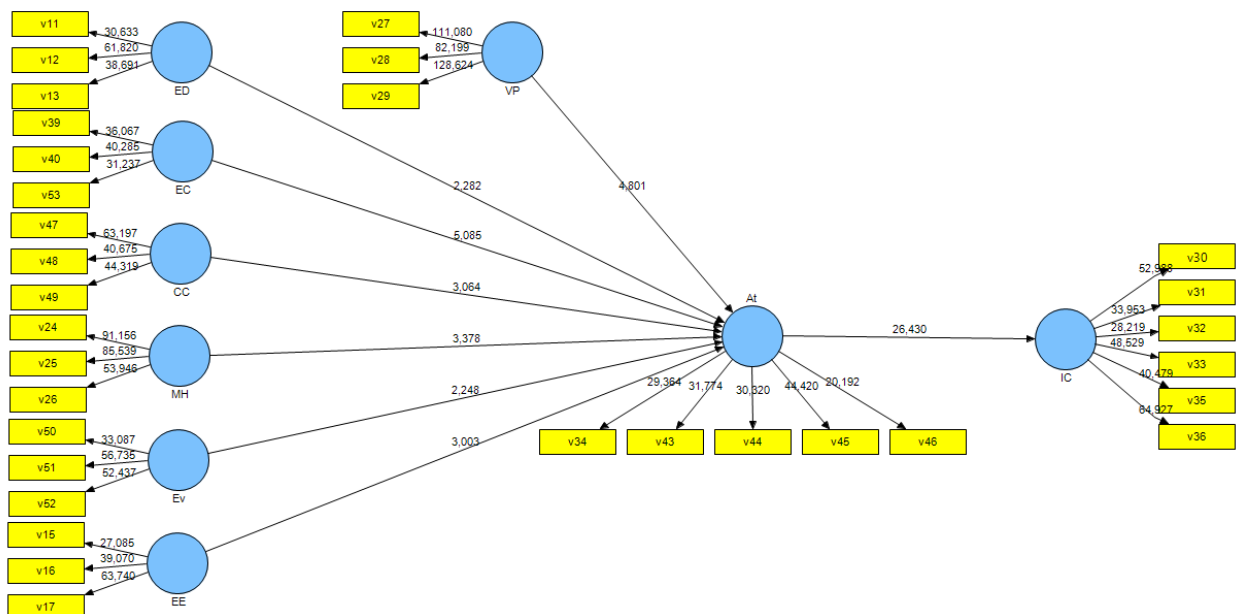 v11
30,633
v12
61,820
v13
38,691
ED
v27
111,080
v28
82,199
v29
128,624
VP
v39
36,067
v40
40,285
v53
31,237
EC
2,282
4,801
v47
63,197
v48
40,675
v49
44,319
CC
5,085
3,064
v24
91,156
v25
85,539
v26
53,946
MH
3,378
At
26,430
v30
52,988
v31
33,953
v32
28,219
v33
48,529
v35
40,479
v36
64,927
IC
v50
33,087
v51
56,735
v52
52,437
Ev
2,248
29,364
31,774
30,320
44,420
20,192
v34
v43
v44
v45
v46
v15
27,085
v16
39,070
v17
63,740
EE
3,003